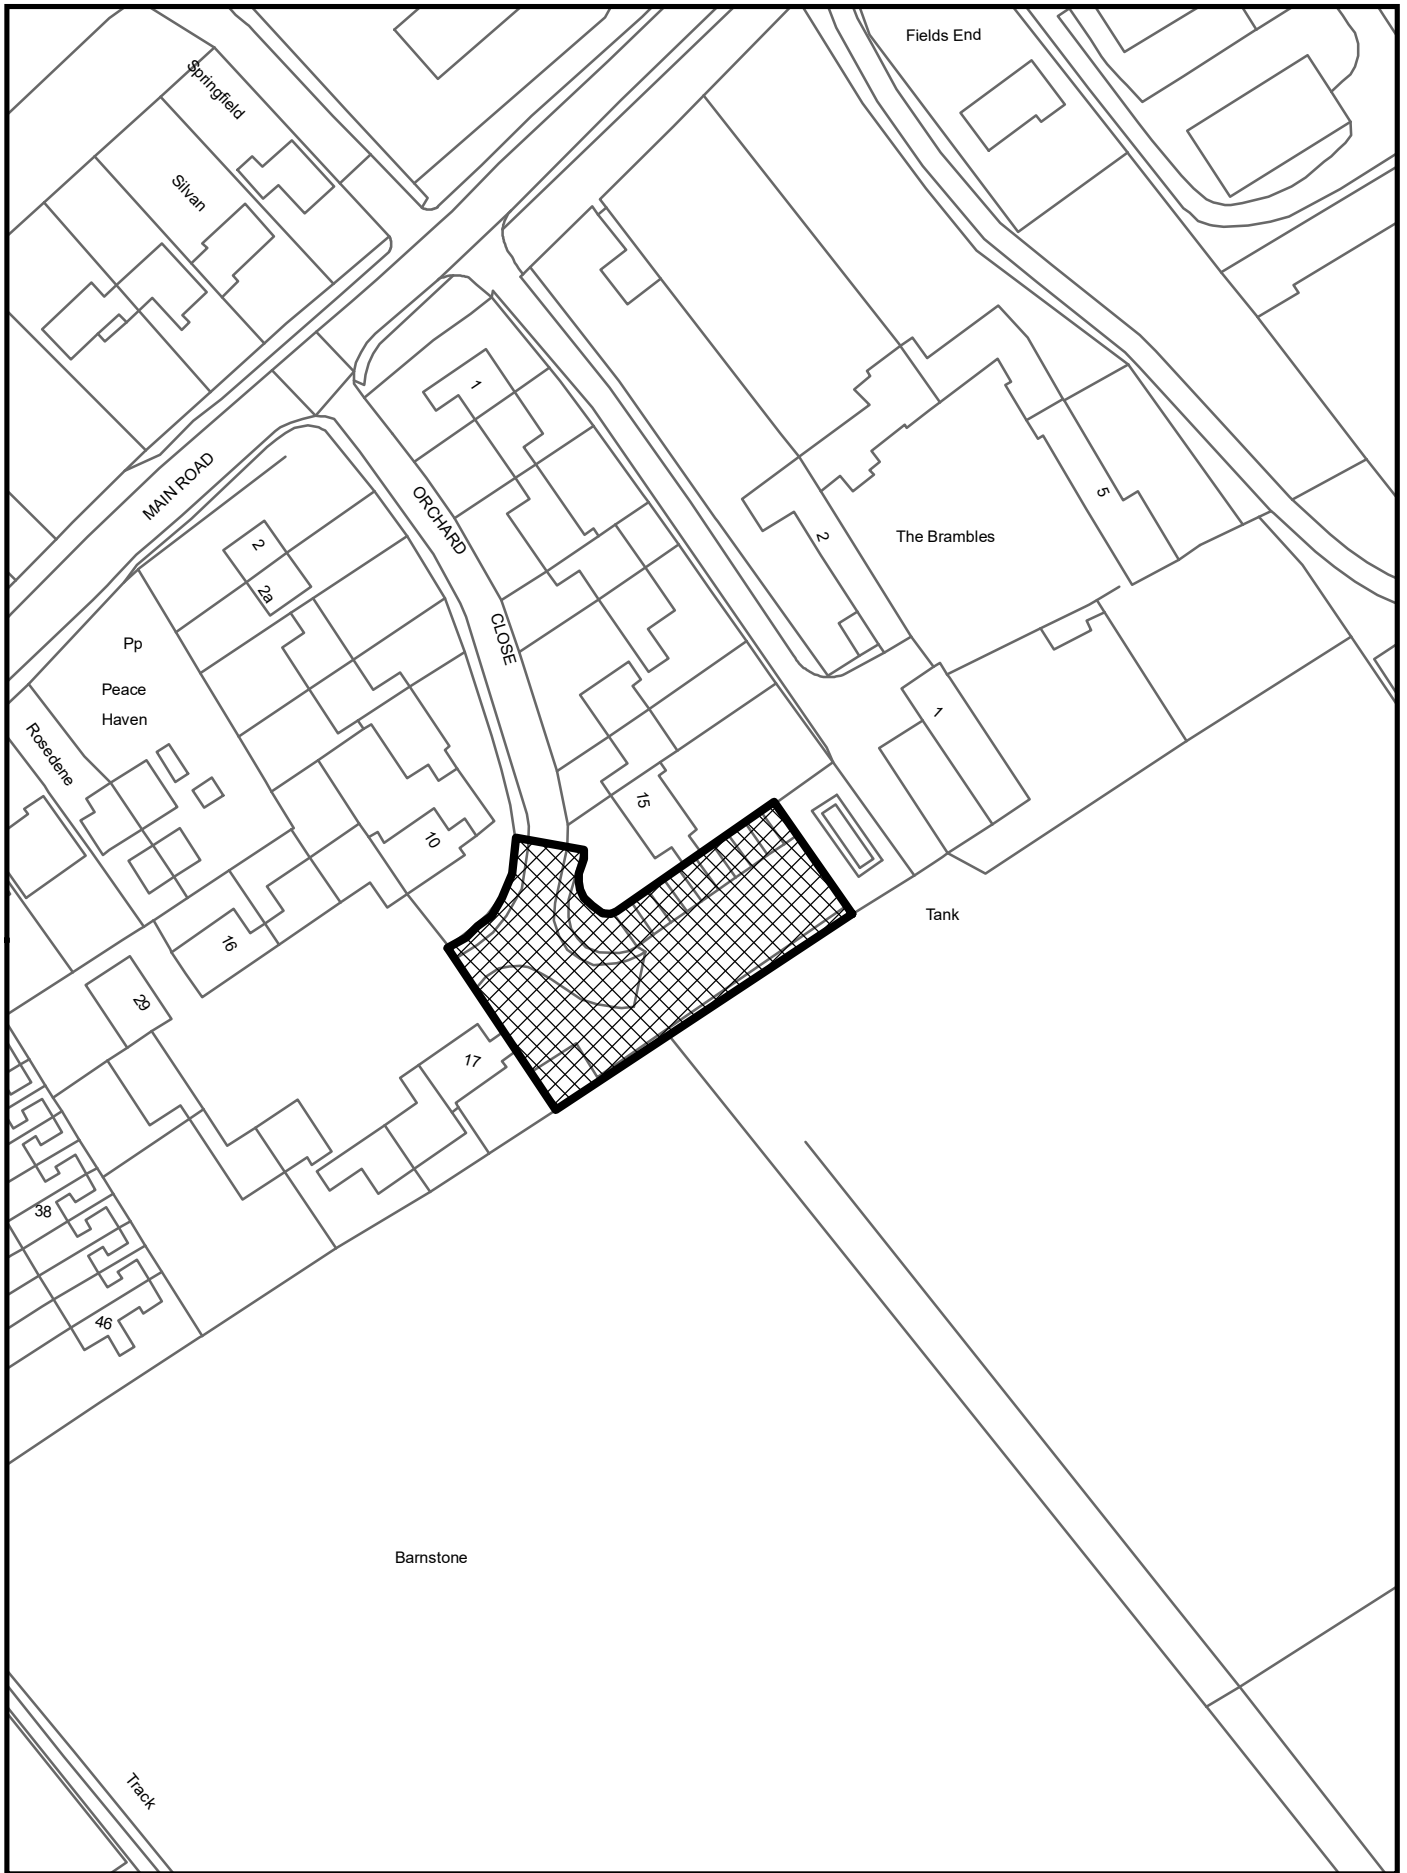 Fields End
Springfield
Silvan
1
MAIN ROAD
ORCHARD
5
2
The Brambles
2
2a
CLOSE
Pp
Peace
Haven
1
Rosedene
15
10
Tank
16
29
17
38
46
Barnstone
Track